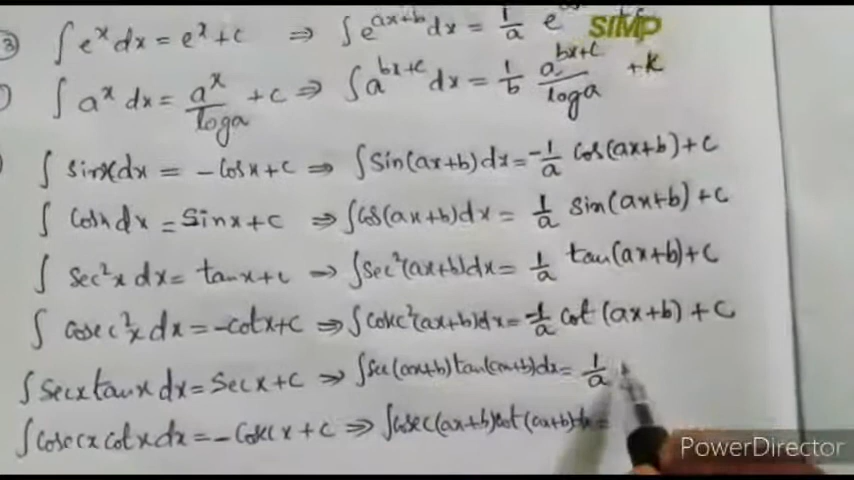 ③ ∫ e^x dx = e^x + c ⇒ ∫ e^(ax+b) dx = 1/a e SIMP
∫ a^x dx = a^x/loga + c ⇒ ∫ a^(bx+c) dx = 1/b a^(bx+c)/loga + k
∫ sinx dx = -cosx + c ⇒ ∫ Sin(ax+b) dx = -1/a cos(ax+b) + c
∫ cosx dx = Sinx + c ⇒ ∫ cos(ax+b) dx = 1/a sin(ax+b) + c
∫ sec²x dx = tanx + c → ∫ sec²(ax+b) dx = 1/a tan(ax+b) + c
∫ cosec²x dx = -cotx + c ⇒ ∫ cosec²(ax+b) dx = -1/a cot(ax+b) + c
∫ Secx tanx dx = Secx + c ⇒ ∫ sec(ax+b) tan(ax+b) dx = 1/a
∫ cosecx cotx dx = -cosecx + c ⇒ ∫ cosec(ax+b) cot(ax+b) dx =
PowerDirector